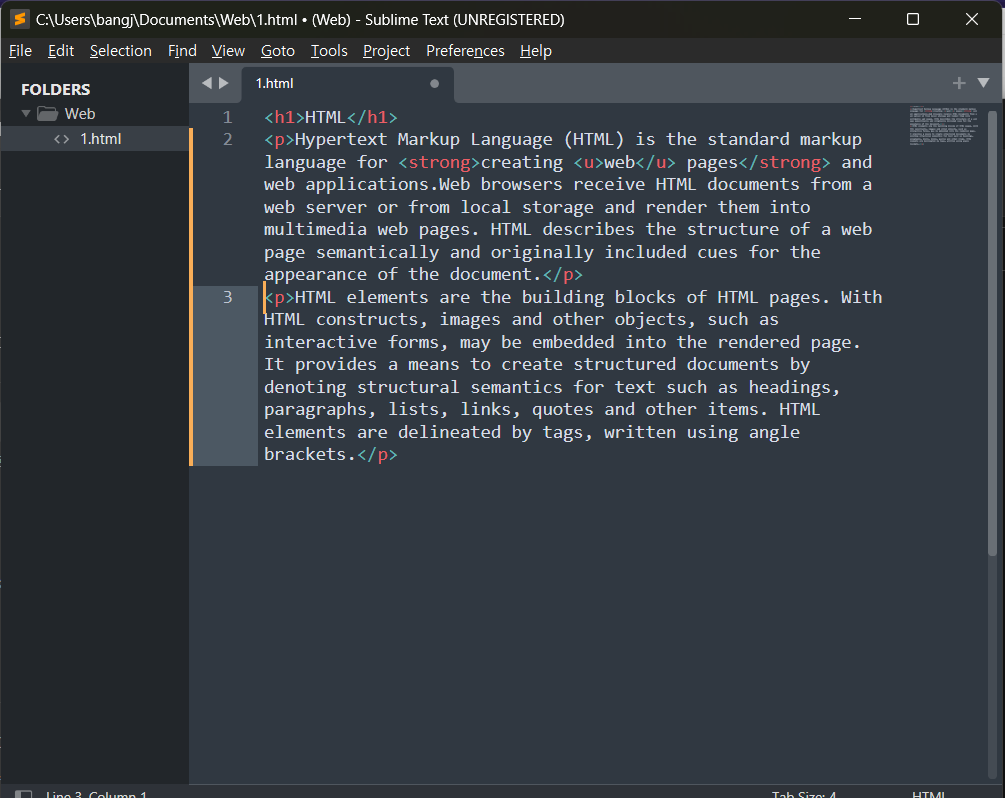 C:\Users\bangj\Documents\Web\1.html • (Web) - Sublime Text (UNREGISTERED)
File Edit Selection Find View Goto Tools Project Preferences Help
FOLDERS
Web
<> 1.html
1.html
1 <h1>HTML</h1>
2 <p>Hypertext Markup Language (HTML) is the standard markup
language for <strong>creating <u>web</u> pages</strong> and
web applications.Web browsers receive HTML documents from a
web server or from local storage and render them into
multimedia web pages. HTML describes the structure of a web
page semantically and originally included cues for the
appearance of the document.</p>
3 <p>HTML elements are the building blocks of HTML pages. With
HTML constructs, images and other objects, such as
interactive forms, may be embedded into the rendered page.
It provides a means to create structured documents by
denoting structural semantics for text such as headings,
paragraphs, lists, links, quotes and other items. HTML
elements are delineated by tags, written using angle
brackets.</p>
Line 3, Column 1 Tab Size: 4 HTML